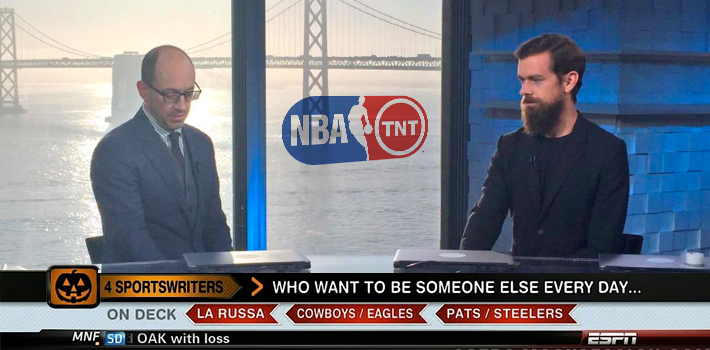 NBA TNT
4 SPORTSWRITERS WHO WANT TO BE SOMEONE ELSE EVERY DAY...
ON DECK LA RUSSA COWBOYS / EAGLES PATS / STEELERS
MNF SD OAK with loss ESPN